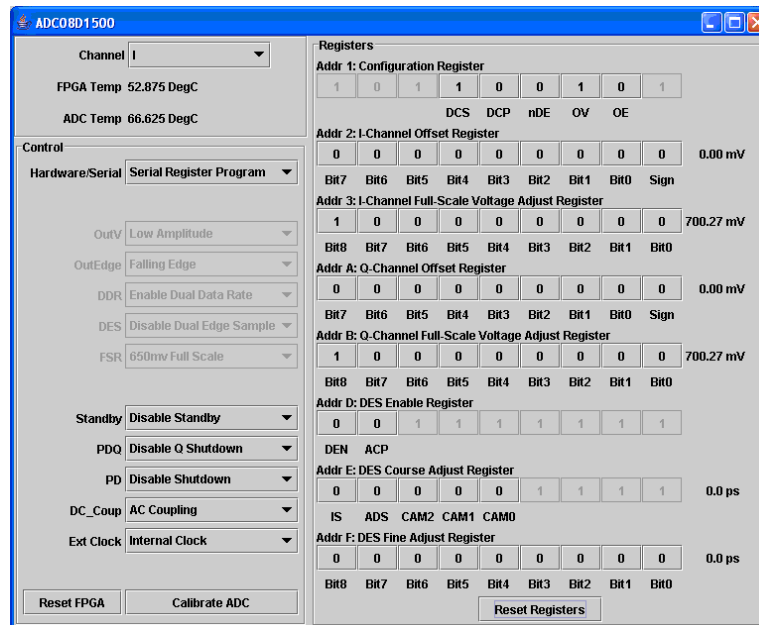 ADC08D1500
Channel I
FPGA Temp 52.875 DegC
ADC Temp 66.625 DegC
Control
Hardware/Serial Serial Register Program
OutV Low Amplitude
OutEdge Falling Edge
DDR Enable Dual Data Rate
DES Disable Dual Edge Sample
FSR 650mv Full Scale
Standby Disable Standby
PDQ Disable Q Shutdown
PD Disable Shutdown
DC_Coup AC Coupling
Ext Clock Internal Clock
Reset FPGA Calibrate ADC
Registers
Addr 1: Configuration Register
1 0 1 1 0 0 1 0 1
DCS DCP nDE OV OE
Addr 2: I-Channel Offset Register
0 0 0 0 0 0 0 0 0 0.00 mV
Bit7 Bit6 Bit5 Bit4 Bit3 Bit2 Bit1 Bit0 Sign
Addr 3: I-Channel Full-Scale Voltage Adjust Register
1 0 0 0 0 0 0 0 0 700.27 mV
Bit8 Bit7 Bit6 Bit5 Bit4 Bit3 Bit2 Bit1 Bit0
Addr A: Q-Channel Offset Register
0 0 0 0 0 0 0 0 0 0.00 mV
Bit7 Bit6 Bit5 Bit4 Bit3 Bit2 Bit1 Bit0 Sign
Addr B: Q-Channel Full-Scale Voltage Adjust Register
1 0 0 0 0 0 0 0 0 700.27 mV
Bit8 Bit7 Bit6 Bit5 Bit4 Bit3 Bit2 Bit1 Bit0
Addr D: DES Enable Register
0 0 1 1 1 1 1 1 1
DEN ACP
Addr E: DES Course Adjust Register
0 0 0 0 0 1 1 1 1 0.0 ps
IS ADS CAM2 CAM1 CAM0
Addr F: DES Fine Adjust Register
0 0 0 0 0 0 0 0 0 0.0 ps
Bit8 Bit7 Bit6 Bit5 Bit4 Bit3 Bit2 Bit1 Bit0
Reset Registers